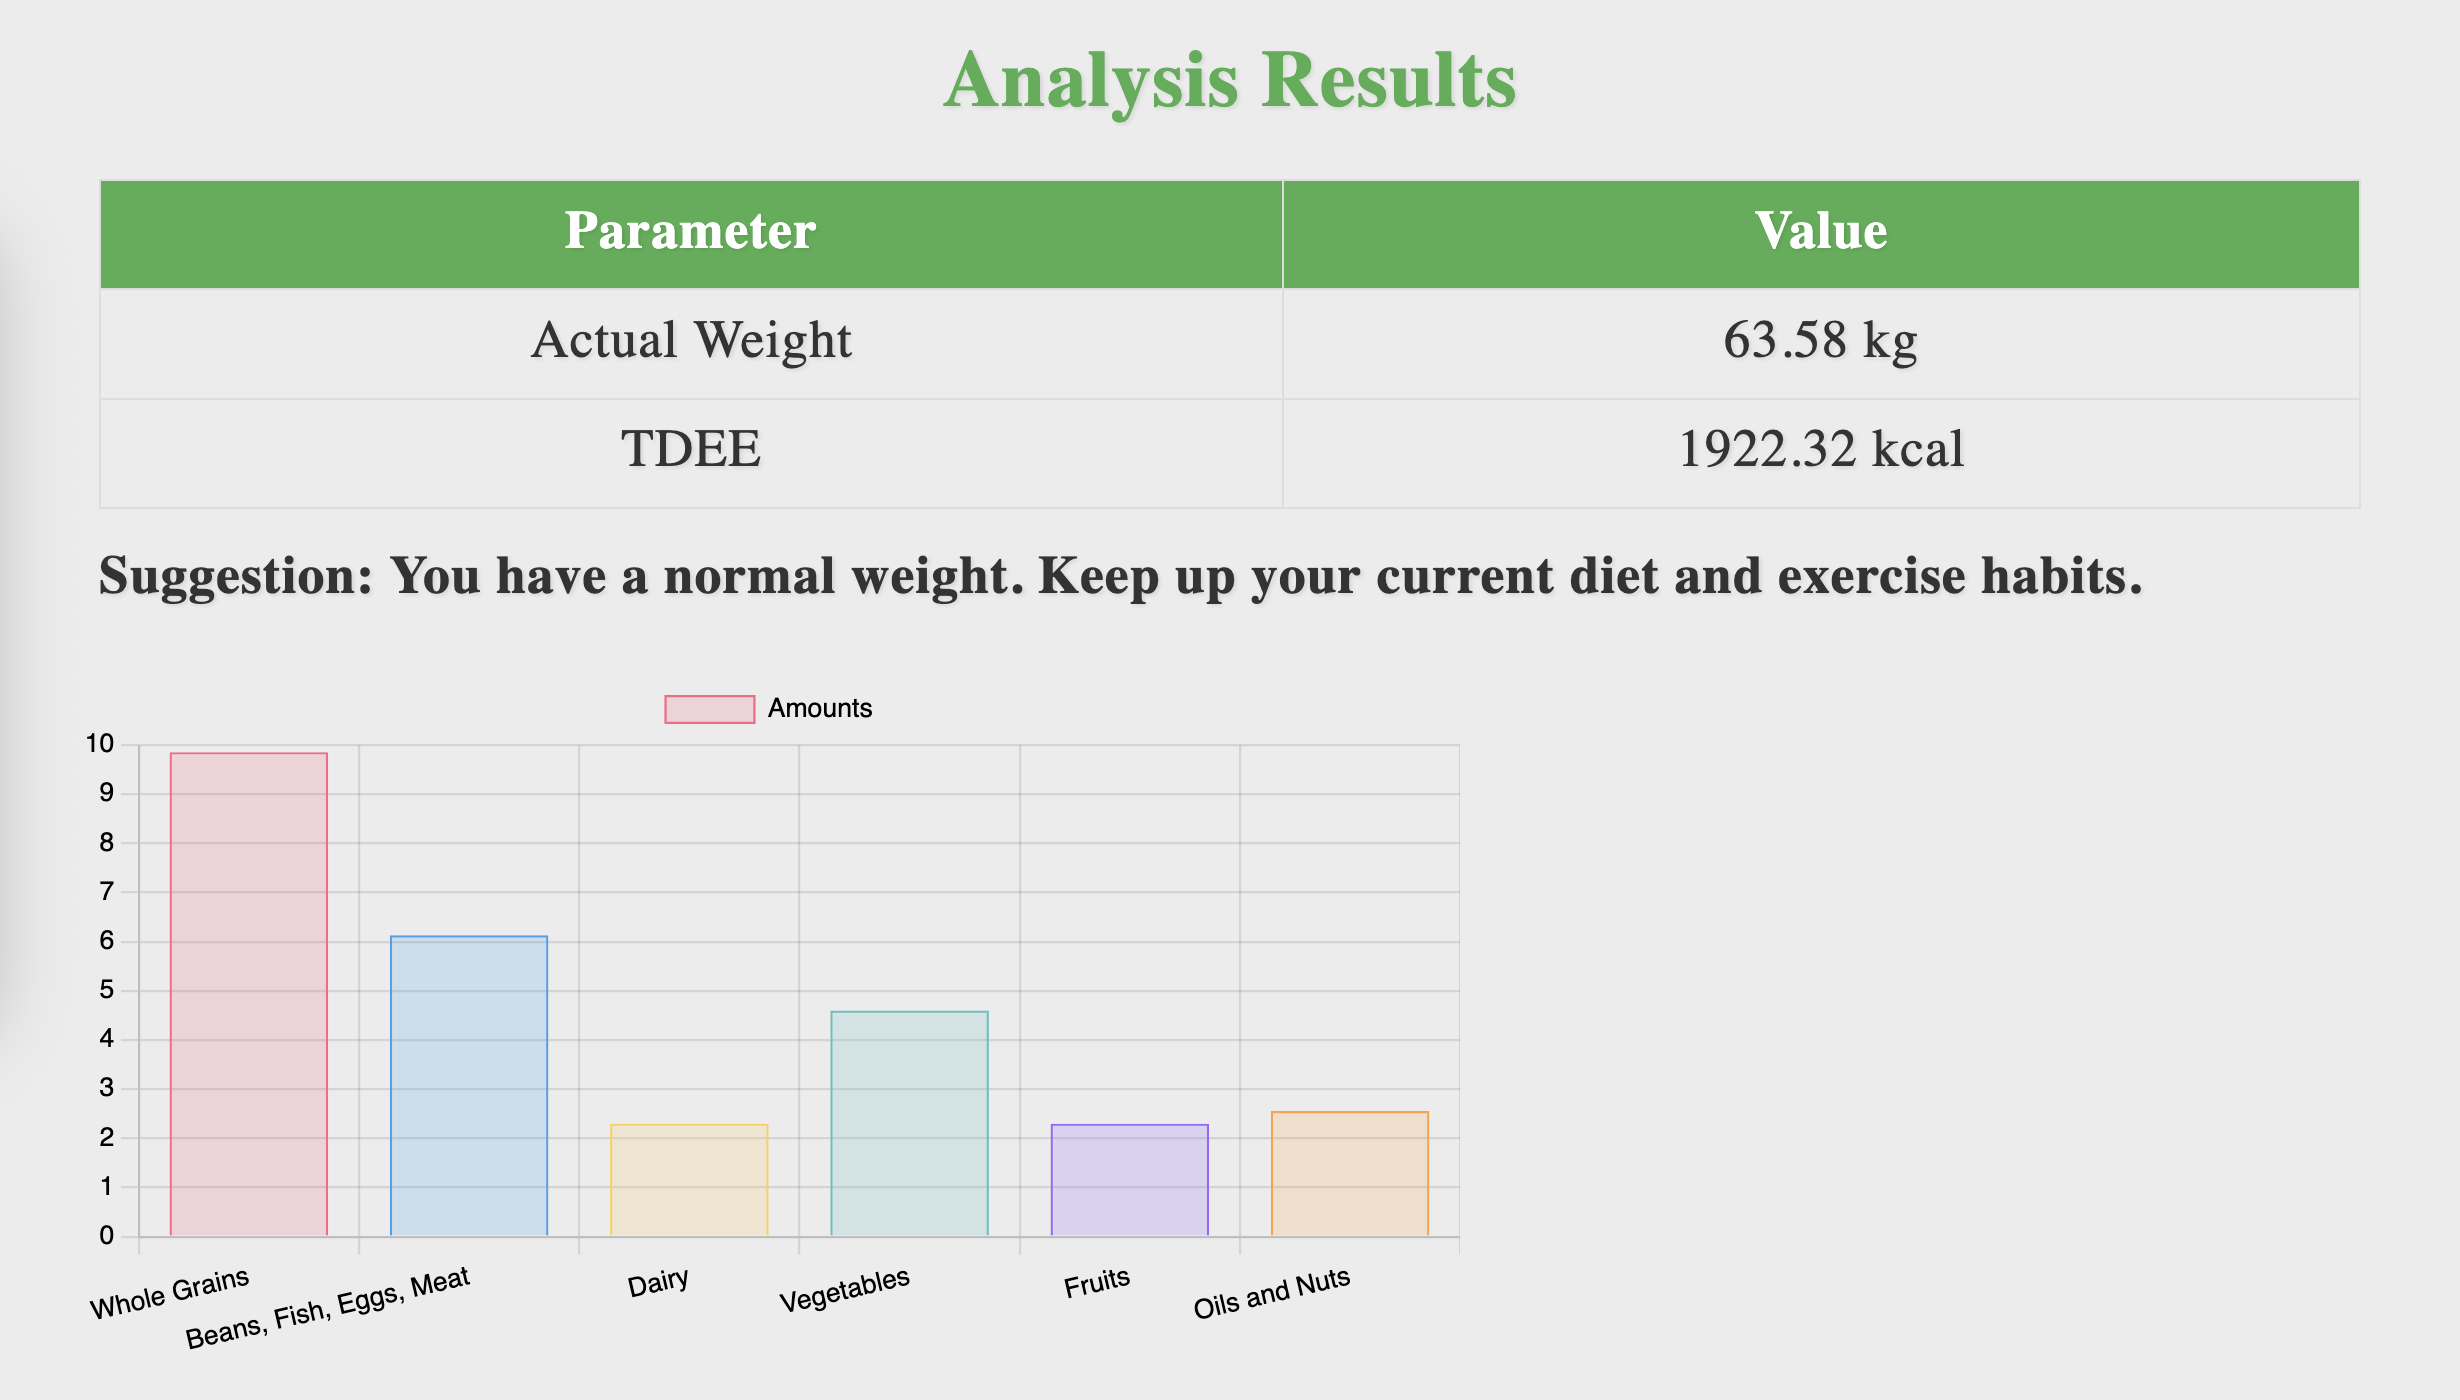 Analysis Results
Parameter Value
Actual Weight 63.58 kg
TDEE 1922.32 kcal
Suggestion: You have a normal weight. Keep up your current diet and exercise habits.
Amounts
10
9
8
7
6
5
4
3
2
1
0
Whole Grains
Beans, Fish, Eggs, Meat
Dairy
Vegetables
Fruits
Oils and Nuts